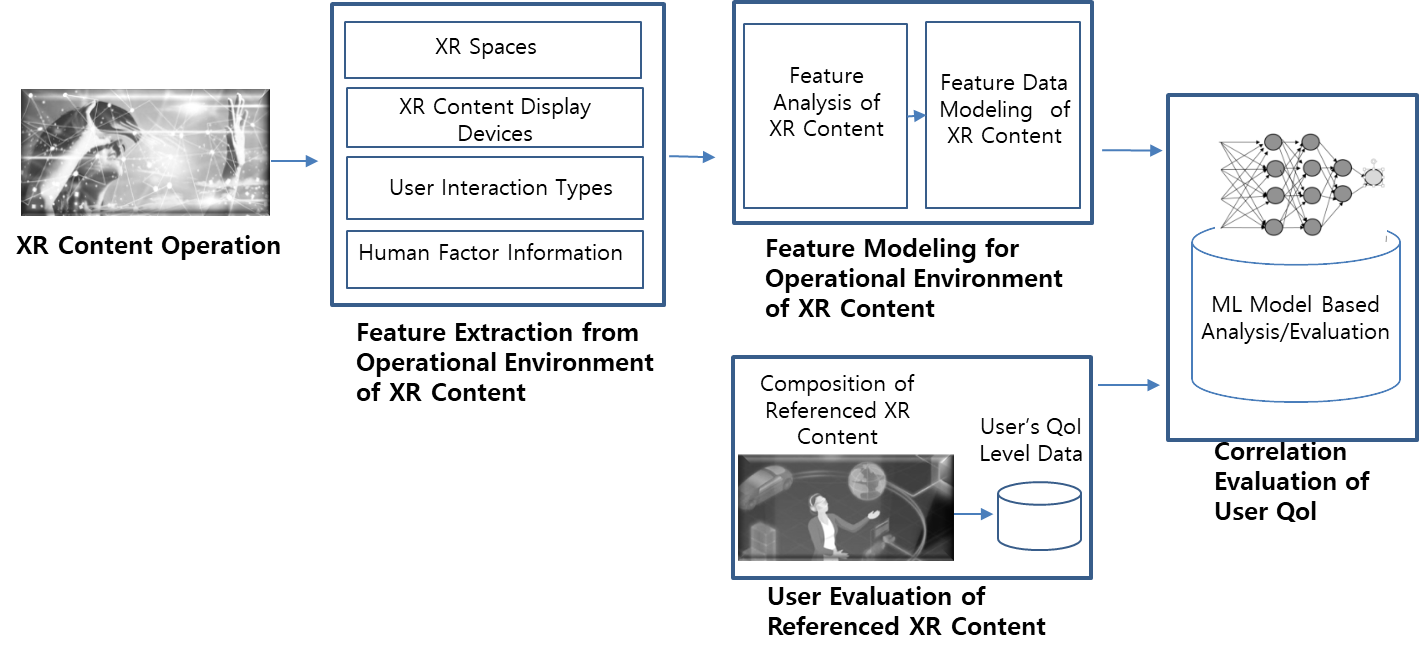 XR Spaces
XR Content Display
Devices
User Interaction Types
Human Factor Information
XR Content Operation
Feature Extraction from
Operational Environment
of XR Content
Feature
Analysis of
XR Content
Feature Data
Modeling of
XR Content
Feature Modeling for
Operational Environment
of XR Content
Composition of
Referenced XR
Content
User’s QoI
Level Data
User Evaluation of
Referenced XR Content
ML Model Based
Analysis/Evaluation
Correlation
Evaluation of
User QoI